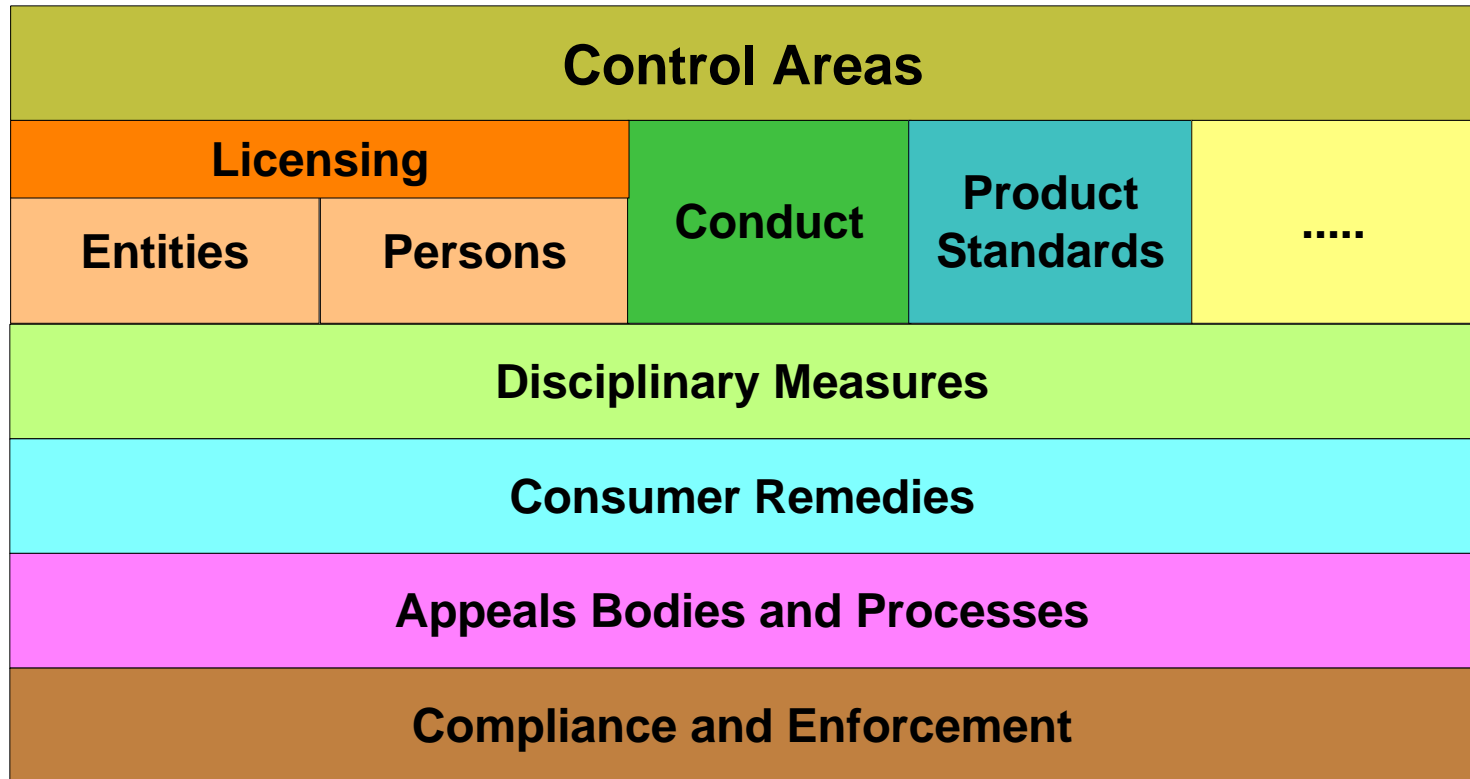 Control Areas
Licensing
Entities
Persons
Conduct
Product
Standards
.....
Disciplinary Measures
Consumer Remedies
Appeals Bodies and Processes
Compliance and Enforcement